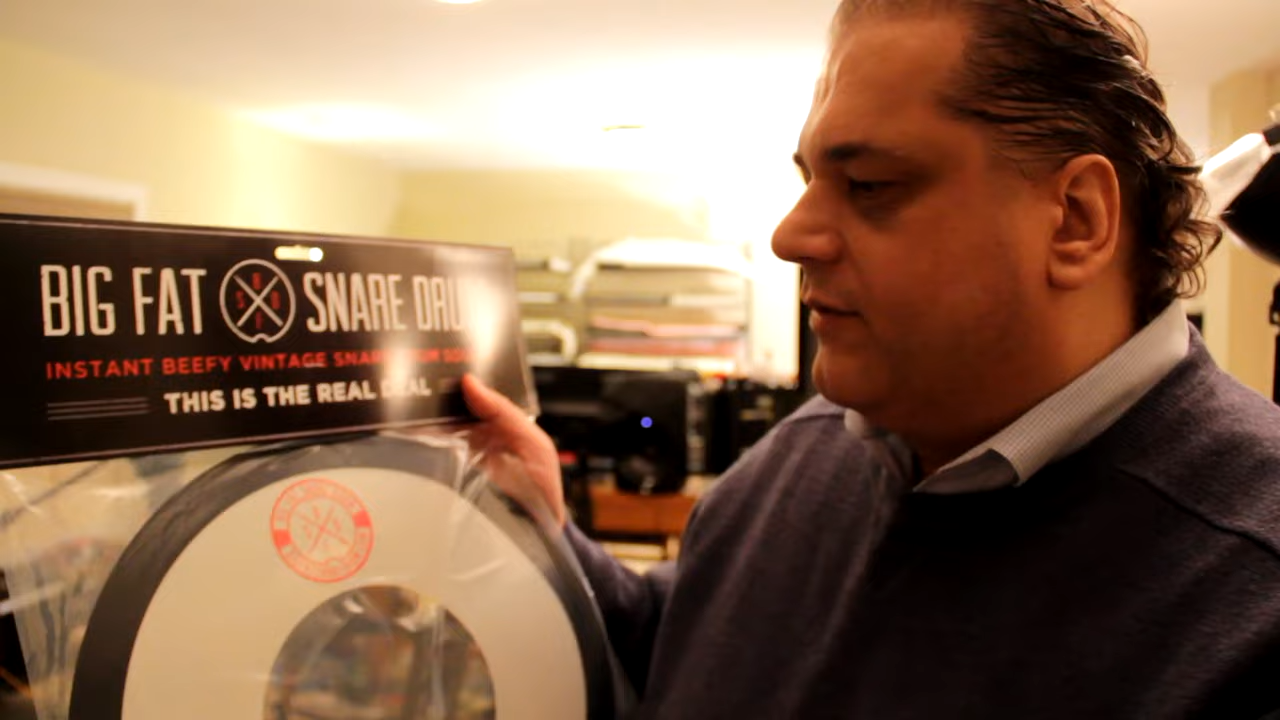 BIG FAT SNARE DRU
INSTANT BEEFY VINTAGE SNARE
THIS IS THE REAL DEAL